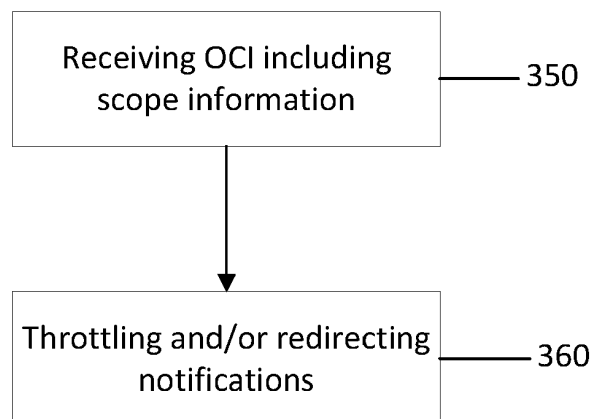 Receiving OCI including
scope information
350
Throttling and/or redirecting
notifications
360